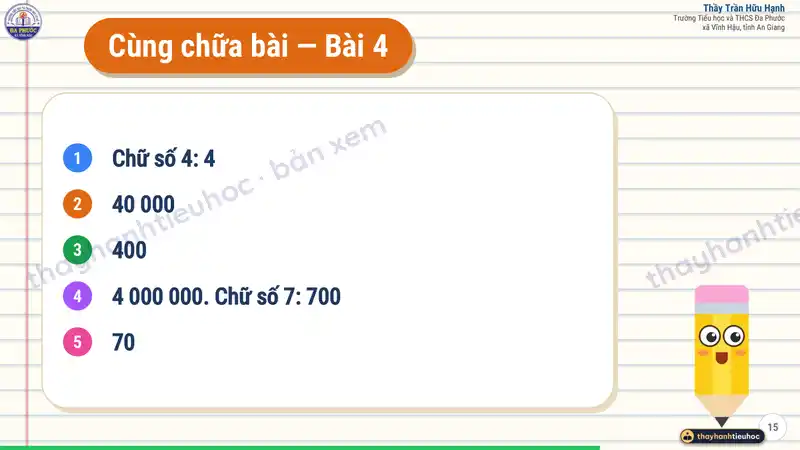 Thầy Trần Hữu Hạnh
Trường Tiểu học và THCS Đa Phước
xã Vĩnh Hậu, tỉnh An Giang
ĐA PHƯỚC
Cùng chữa bài — Bài 4
1 Chữ số 4: 4
2 40 000
3 400
4 4 000 000. Chữ số 7: 700
5 70
thayhanhtieuhoc · bản xem
thayhanhtie
thayhanhtieuhoc
15